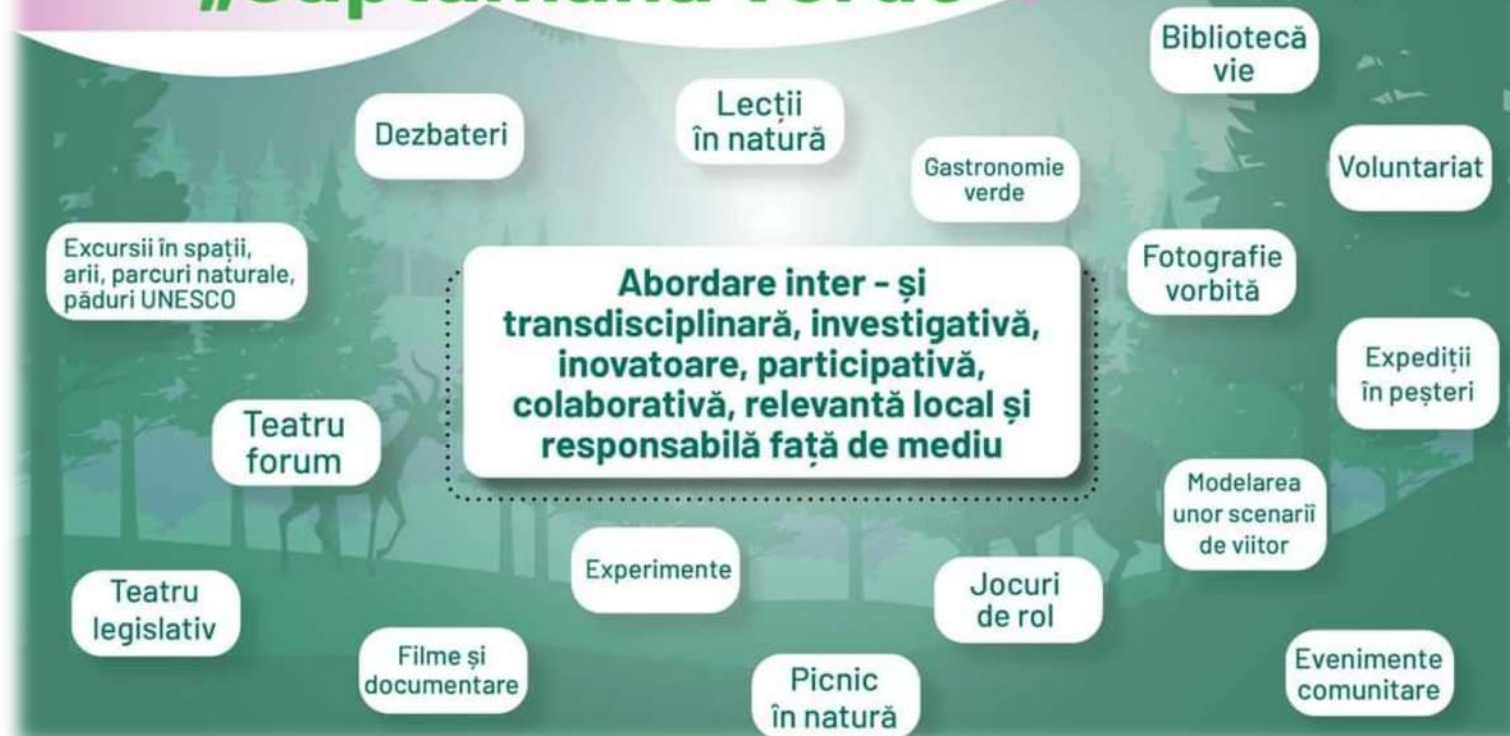 „Săptămâna verde"
Bibliotecă
vie
Lecții
în natură
Dezbateri
Gastronomie
verde
Voluntariat
Excursii în spații,
arii, parcuri naturale,
păduri UNESCO
Fotografie
vorbită
Abordare inter - și
transdisciplinară, investigativă,
inovatoare, participativă,
colaborativă, relevantă local și
responsabilă față de mediu
Expediții
în peșteri
Teatru
forum
Modelarea
unor scenarii
de viitor
Experimente
Jocuri
de rol
Teatru
legislativ
Filme și
documentare
Picnic
în natură
Evenimente
comunitare